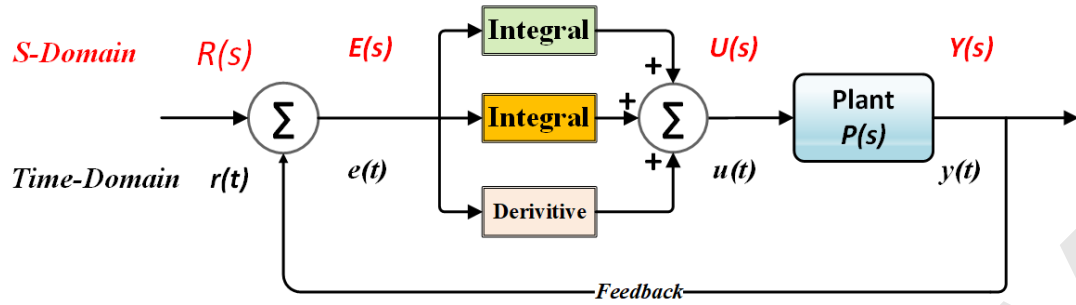 Integral
S-Domain R(s) E(s) U(s) Y(s)
+
Σ Integral + Σ Plant
P(s)
+
Time-Domain r(t) e(t) u(t) y(t)
Derivitive
Feedback